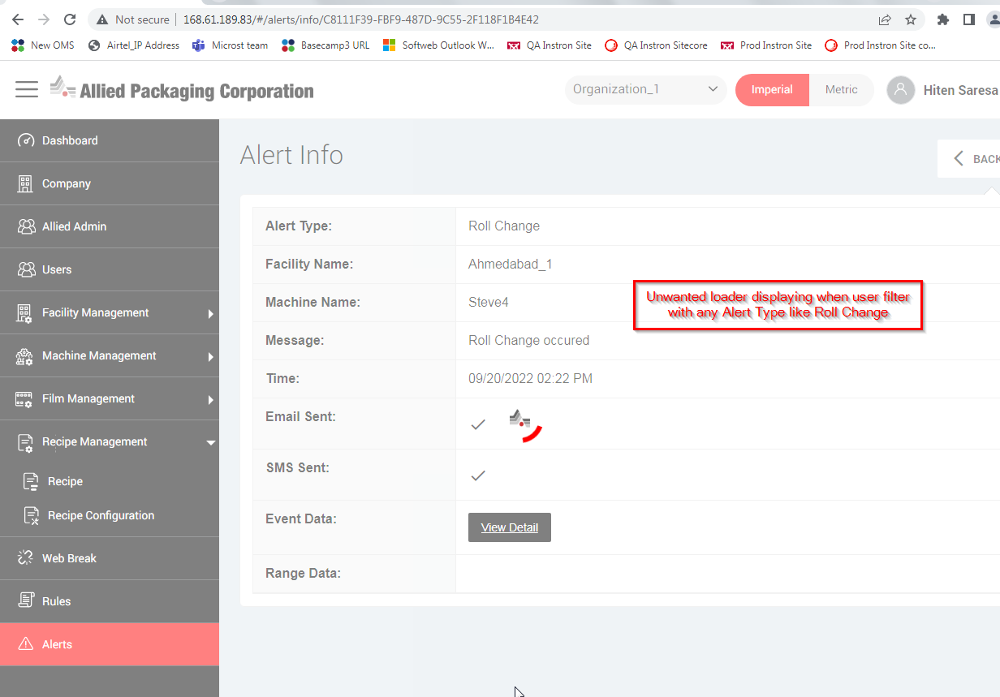 Not secure | 168.61.189.83/#/alerts/info/C8111F39-FBF9-487D-9C55-2F118F1B4E42
New OMS Airtel_IP Address Microst team Basecamp3 URL Softweb Outlook W... QA Instron Site QA Instron Sitecore Prod Instron Site Prod Instron Site co...
Allied Packaging Corporation
Organization_1
Imperial
Metric
Hiten Saresa
Dashboard
Company
Allied Admin
Users
Facility Management
Machine Management
Film Management
Recipe Management
Recipe
Recipe Configuration
Web Break
Rules
Alerts
Alert Info
BACK
Alert Type: Roll Change
Facility Name: Ahmedabad_1
Machine Name: Steve4
Message: Roll Change occured
Time: 09/20/2022 02:22 PM
Email Sent:
SMS Sent:
Event Data: View Detail
Range Data:
Unwanted loader displaying when user filter
with any Alert Type like Roll Change